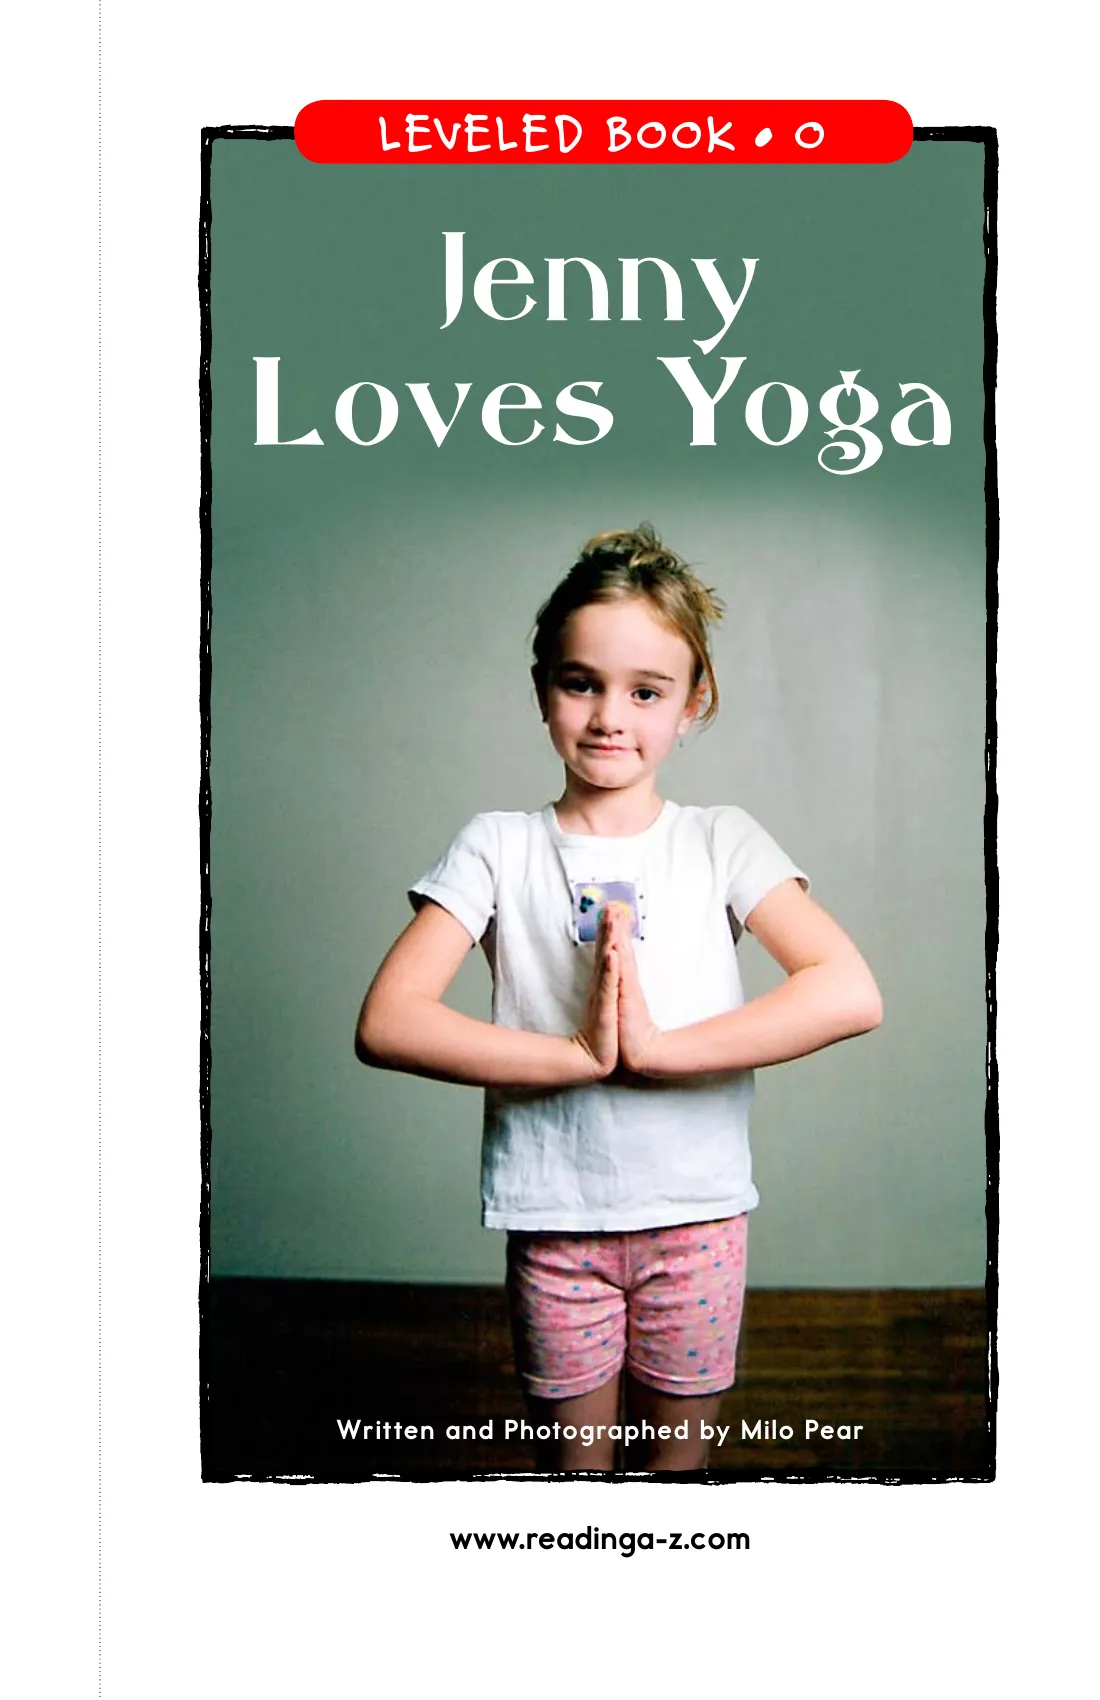 LEVELED BOOK • O
Jenny
Loves Yoga
Written and Photographed by Milo Pear
www.readinga-z.com